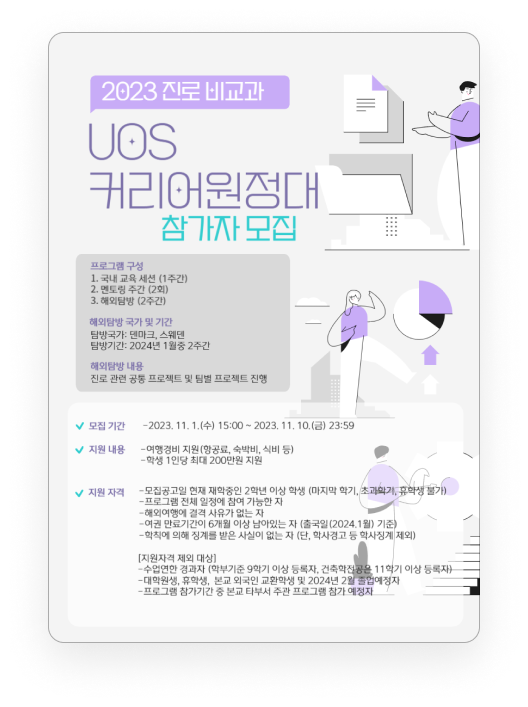 2023 진로 비교과
UOS
커리어원정대
참가자 모집
프로그램 구성
1. 국내 교육 세션 (1주간)
2. 멘토링 주간 (2회)
3. 해외탐방 (2주간)
해외탐방 국가 및 기간
탐방국가: 덴마크, 스웨덴
탐방기간: 2024년 1월중 2주간
해외탐방 내용
진로 관련 공통 프로젝트 및 팀별 프로젝트 진행
모집 기간 -2023. 11. 1.(수) 15:00 ~ 2023. 11. 10.(금) 23:59
지원 내용 -여행경비 지원(항공료, 숙박비, 식비 등)
-학생 1인당 최대 200만원 지원
지원 자격 -모집공고일 현재 재학중인 2학년 이상 학생 (마지막 학기, 초과학기, 휴학생 불가)
-프로그램 전체 일정에 참여 가능한 자
-해외여행에 결격 사유가 없는 자
-여권 만료기간이 6개월 이상 남아있는 자 (출국일(2024.1월) 기준)
-학칙에 의해 징계를 받은 사실이 없는 자 (단, 학사경고 등 학사징계 제외)
[지원자격 제외 대상]
-수업연한 경과자 (학부기준 9학기 이상 등록자, 건축학전공은 11학기 이상 등록자)
-대학원생, 휴학생, 본교 외국인 교환학생 및 2024년 2월 졸업예정자
-프로그램 참가기간 중 본교 타부서 주관 프로그램 참가 예정자